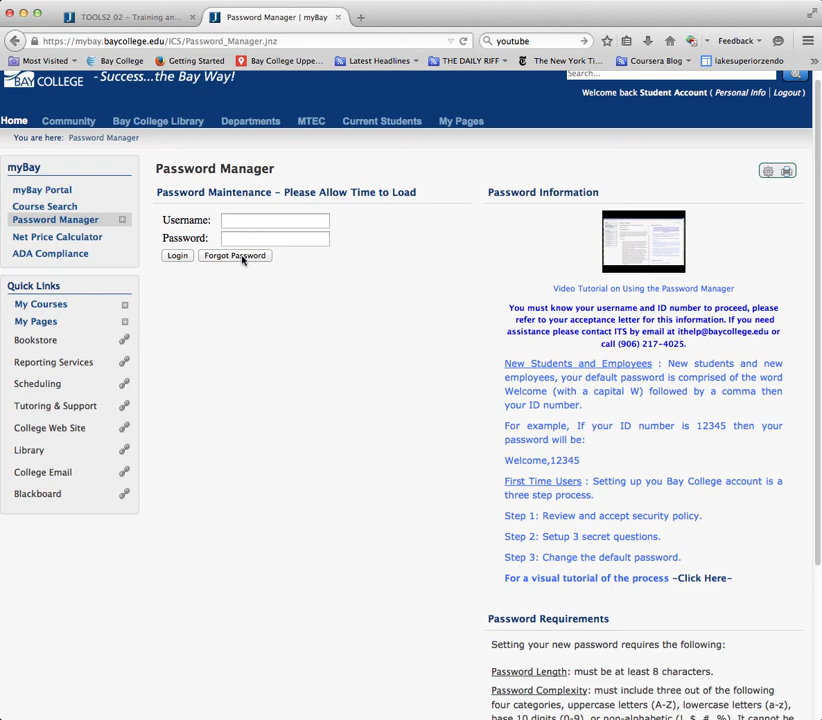 TOOLS2 02 – Training an...
Password Manager | myBay
https://mybay.baycollege.edu/ICS/Password_Manager.jnz
youtube
Feedback
Most Visited
Bay College
Getting Started
Bay College Uppe...
Latest Headlines
THE DAILY RIFF
The New York Ti...
Coursera Blog
lakesuperiorzendo
BAY COLLEGE
- Success...the Bay Way!
Search...
Welcome back Student Account ( Personal Info | Logout )
Home Community Bay College Library Departments MTEC Current Students My Pages
You are here: Password Manager
myBay
myBay Portal
Course Search
Password Manager
Net Price Calculator
ADA Compliance
Quick Links
My Courses
My Pages
Bookstore
Reporting Services
Scheduling
Tutoring & Support
College Web Site
Library
College Email
Blackboard
Password Manager
Password Maintenance – Please Allow Time to Load
Username:
Password:
Login Forgot Password
Password Information
Video Tutorial on Using the Password Manager
You must know your username and ID number to proceed, please
refer to your acceptance letter for this information. If you need
assistance please contact ITS by email at ithelp@baycollege.edu or
call (906) 217-4025.
New Students and Employees : New students and new
employees, your default password is comprised of the word
Welcome (with a capital W) followed by a comma then
your ID number.
For example, If your ID number is 12345 then your
password will be:
Welcome,12345
First Time Users : Setting up you Bay College account is a
three step process.
Step 1: Review and accept security policy.
Step 2: Setup 3 secret questions.
Step 3: Change the default password.
For a visual tutorial of the process –Click Here–
Password Requirements
Setting your new password requires the following:
Password Length: must be at least 8 characters.
Password Complexity: must include three out of the following
four categories, uppercase letters (A-Z), lowercase letters (a-z),
base 10 digits (0-9), or non-alphabetic (!, $, #, %). It cannot be